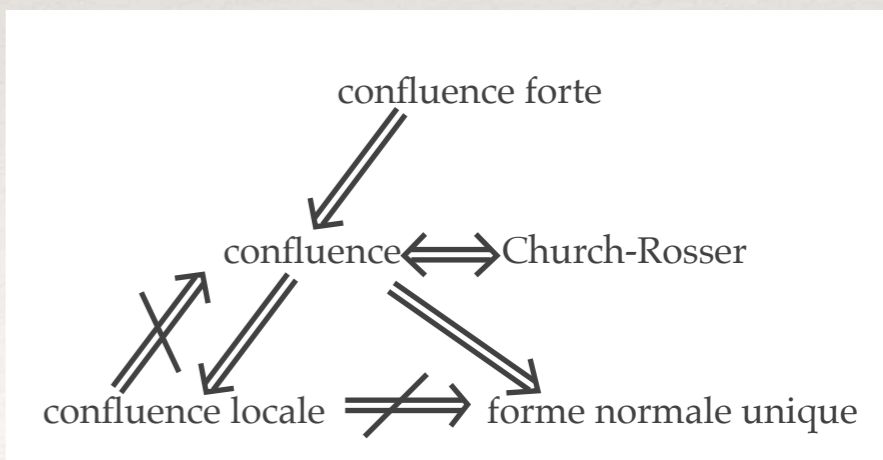 confluence forte
confluence Church-Rosser
confluence locale forme normale unique